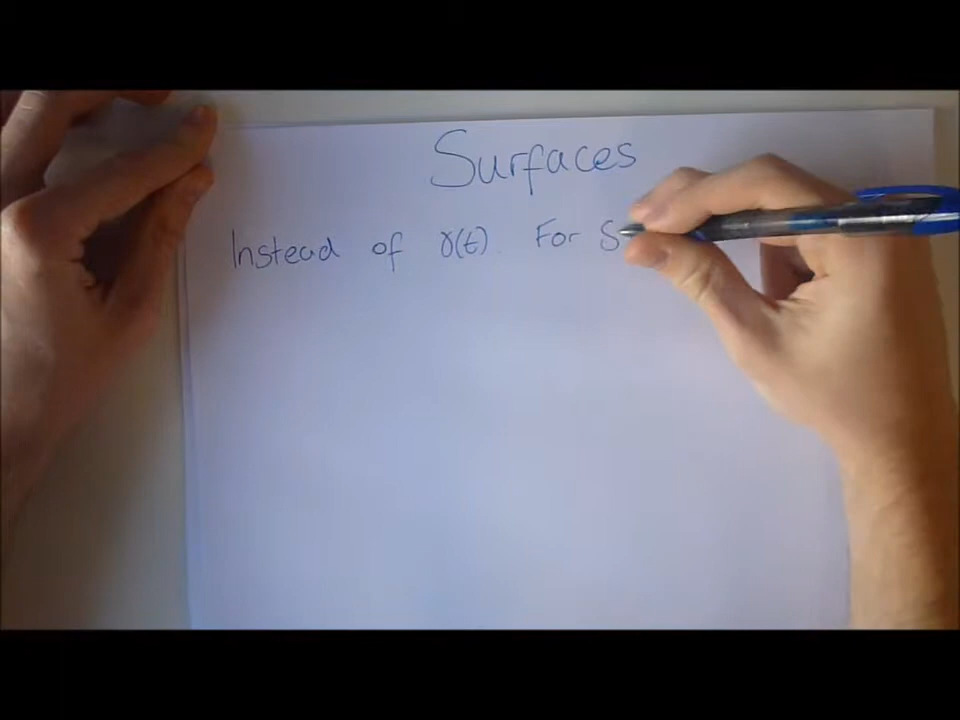 Surfaces
Instead of γ(t). For S